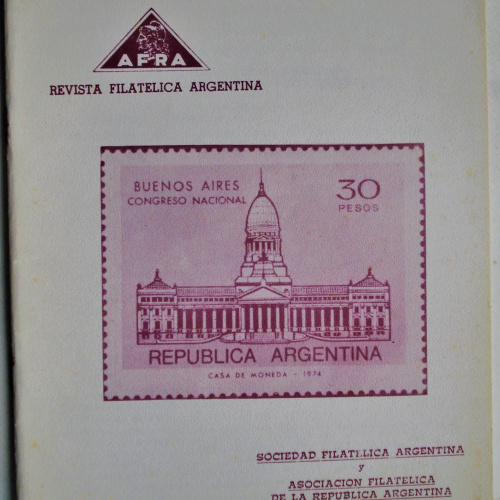 AFRA
REVISTA FILATELICA ARGENTINA
BUENOS AIRES
CONGRESO NACIONAL
30
PESOS
REPUBLICA ARGENTINA
CASA DE MONEDA - 1974
SOCIEDAD FILATELICA ARGENTINA
y
ASOCIACION FILATELICA
DE LA REPUBLICA ARGENTINA